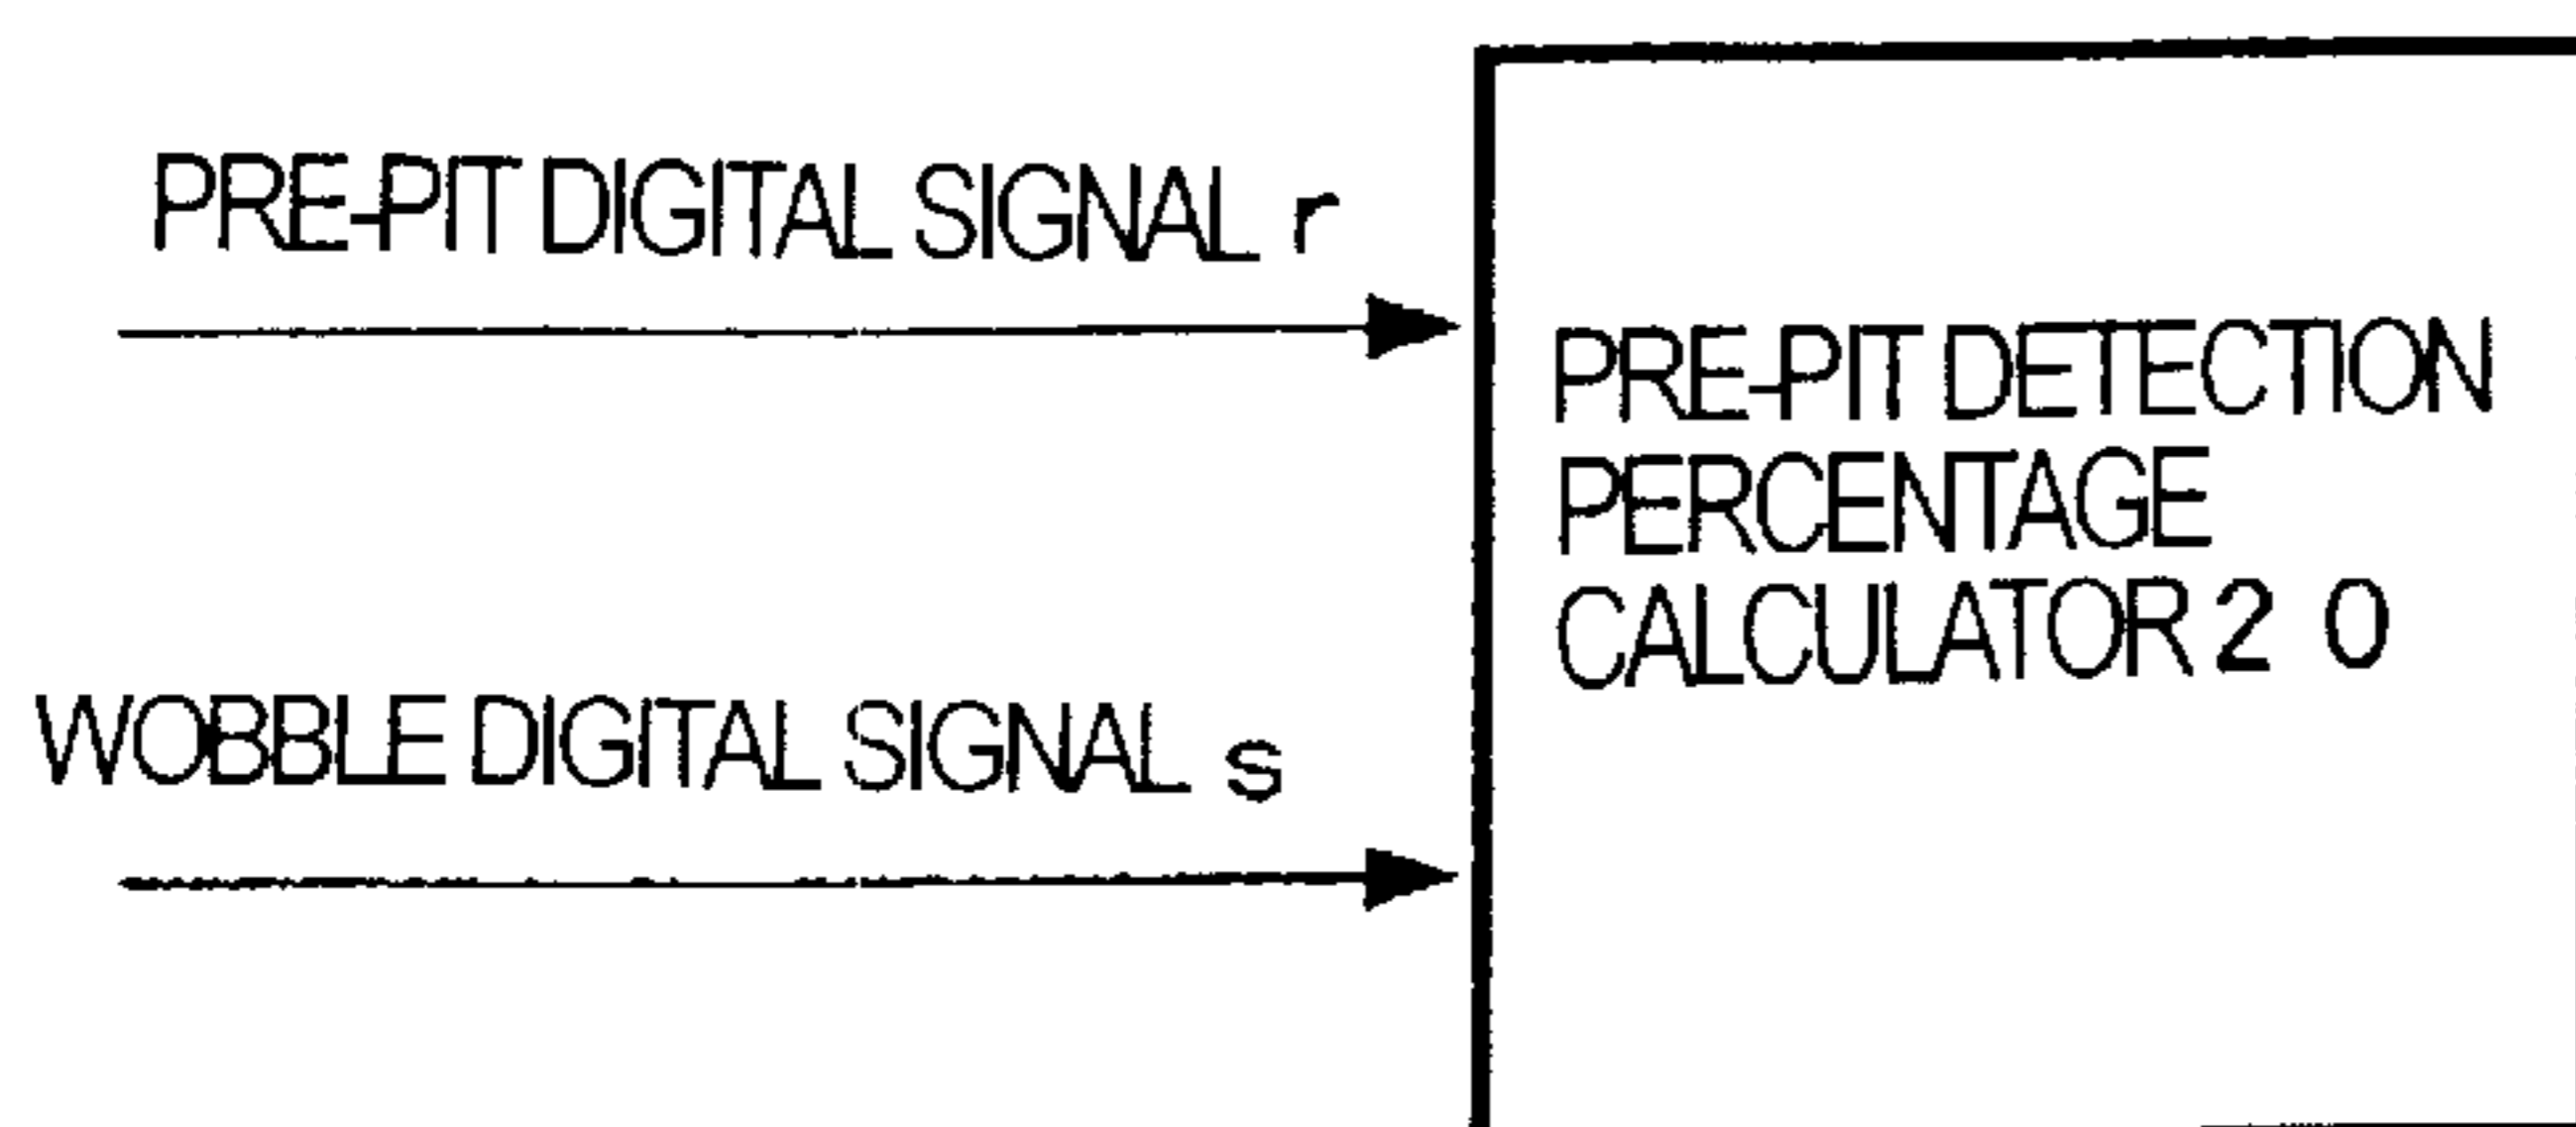 PRE-PIT DIGITAL SIGNAL r
PRE-PIT DETECTION
PERCENTAGE
CALCULATOR 2 0
WOBBLE DIGITAL SIGNAL s